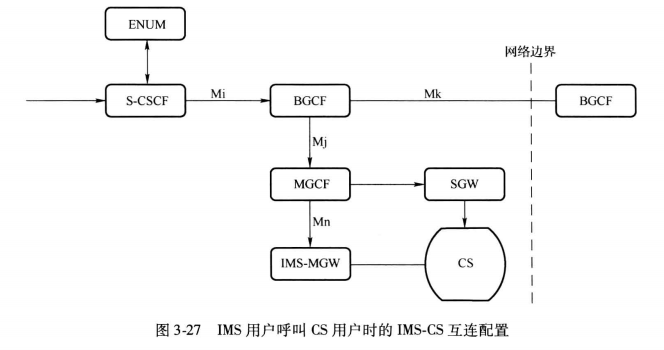 ENUM
网络边界
S-CSCF
Mi
BGCF
Mk
BGCF
Mj
MGCF
SGW
Mn
IMS-MGW
CS
图 3-27 IMS 用户呼叫 CS 用户时的 IMS-CS 互连配置